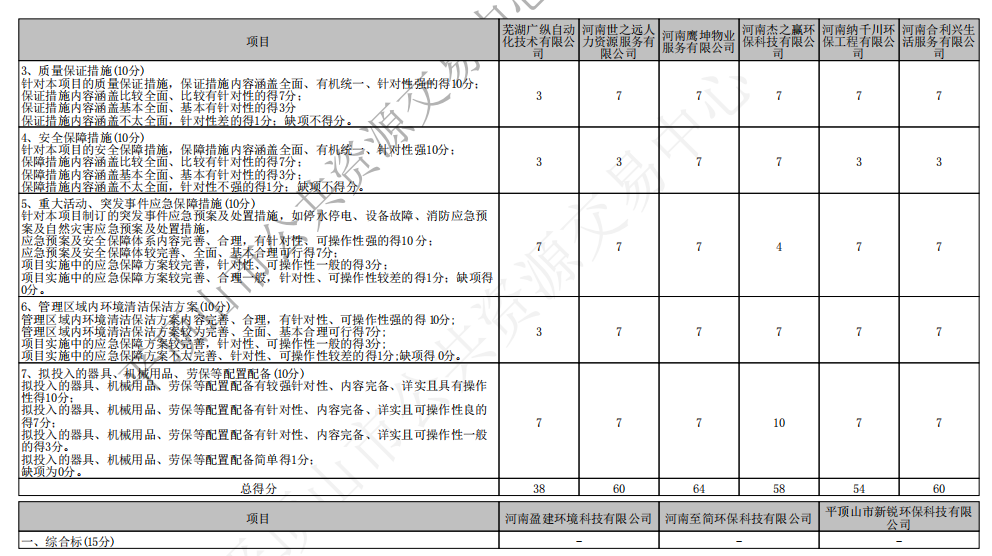 项目 芜湖广纵自动化技术有限公司 河南世之远人力资源服务有限公司 河南鹰坤物业服务有限公司 河南杰之赢环保科技有限公司 河南纳千川环保工程有限公司 河南合利兴生活服务有限公司
3、质量保证措施(10分)
针对本项目的质量保证措施，保证措施内容涵盖全面、有机统一、针对性强的得10分；
保证措施内容涵盖比较全面、比较有针对性的得7分；
保证措施内容涵盖基本全面、基本有针对性的得3分
保证措施内容涵盖不太全面，针对性差的得1分；缺项不得分。
3 7 7 7 7 7
4、安全保障措施(10分)
针对本项目的安全保障措施，保障措施内容涵盖全面、有机统一、针对性强10分；
保障措施内容涵盖比较全面、比较有针对性的得7分；
保障措施内容涵盖基本全面、基本有针对性的得3分；
保障措施内容涵盖不太全面，针对性不强的得1分；缺项不得分。
3 3 7 7 3 3
5、重大活动、突发事件应急保障措施(10分)
针对本项目制订的突发事件应急预案及处置措施，如停水停电、设备故障、消防应急预
案及自然灾害应急预案及处置措施，
应急预案及安全保障体系内容完善、合理，有针对性、可操作性强的得10分；
应急预案及安全保障体较完善、全面、基本合理可行得7分；
项目实施中的应急保障方案较完善，针对性、可操作性一般的得3分；
项目实施中的应急保障方案较完善、合理一般，针对性、可操作性较差的得1分；缺项得
0分。
7 7 7 4 7 7
6、管理区域内环境清洁保洁方案(10分)
管理区域内环境清洁保洁方案内容完善、合理，有针对性、可操作性强的得10分；
管理区域内环境清洁保洁方案较为完善、全面、基本合理可行得7分；
项目实施中的应急保障方案较完善，针对性、可操作性一般的得3分；
项目实施中的应急保障方案不太完善、针对性、可操作性较差的得1分;缺项得0分。
3 7 7 7 7 7
7、拟投入的器具、机械用品、劳保等配置配备(10分)
拟投入的器具、机械用品、劳保等配置配备有较强针对性、内容完备、详实且具有操作
性得10分；
拟投入的器具、机械用品、劳保等配置配备有针对性、内容完备、详实且可操作性良的
得7分；
拟投入的器具、机械用品、劳保等配置配备有针对性、内容完备、详实且可操作性一般
的得3分。
拟投入的器具、机械用品、劳保等配置配备简单得1分；
缺项为0分。
7 7 7 10 7 7
总得分 38 60 64 58 54 60
项目 河南盈建环境科技有限公司 河南至简环保科技有限公司 平顶山市新锐环保科技有限公司
一、综合标(15分) - - -
平顶山市公共资源交易中心
平顶山市公共资源交易中心